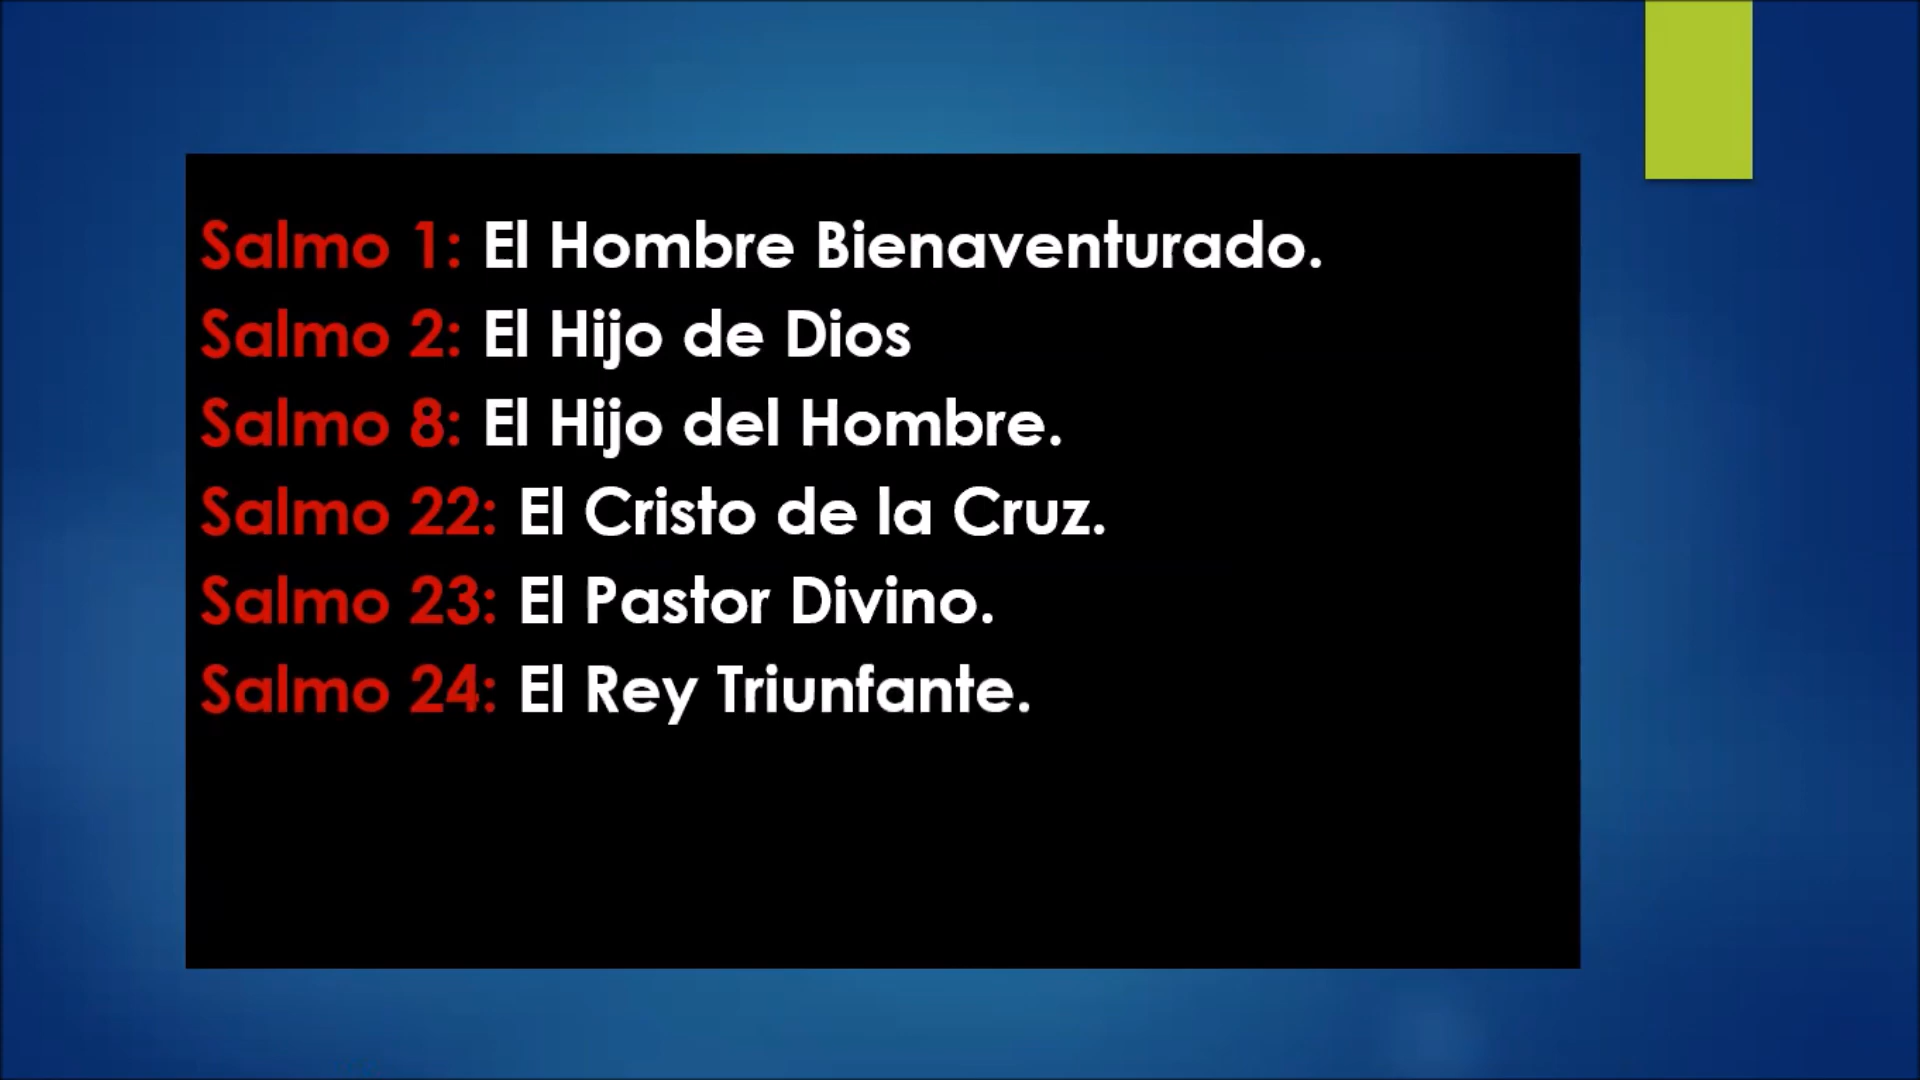 Salmo 1: El Hombre Bienaventurado.
Salmo 2: El Hijo de Dios
Salmo 8: El Hijo del Hombre.
Salmo 22: El Cristo de la Cruz.
Salmo 23: El Pastor Divino.
Salmo 24: El Rey Triunfante.